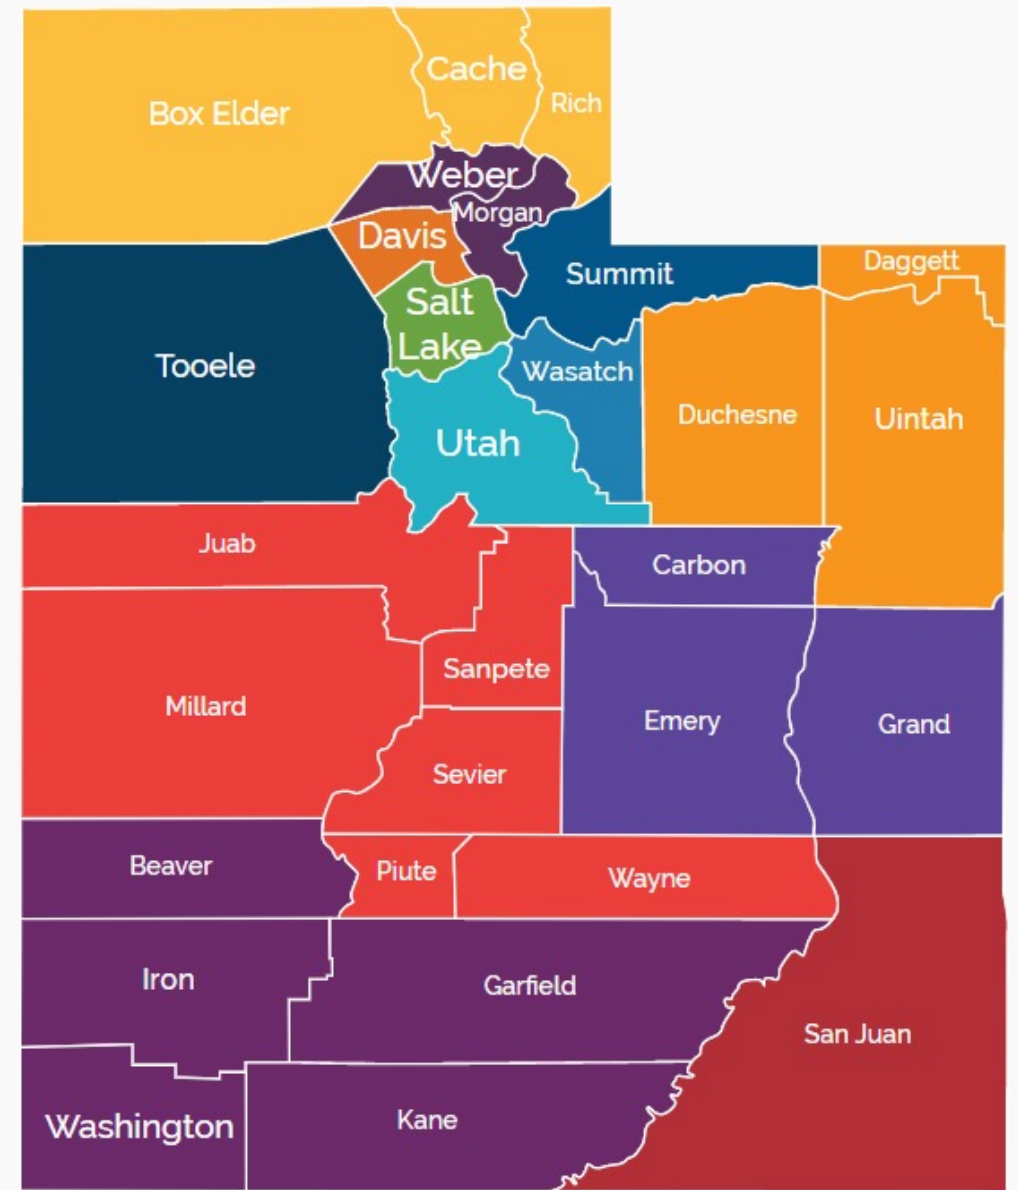 Cache
Rich
Box Elder
Weber
Morgan
Davis
Daggett
Summit
Salt
Lake
Tooele
Wasatch
Duchesne
Uintah
Utah
Juab
Carbon
Sanpete
Millard
Emery
Grand
Sevier
Beaver
Piute
Wayne
Iron
Garfield
San Juan
Washington
Kane